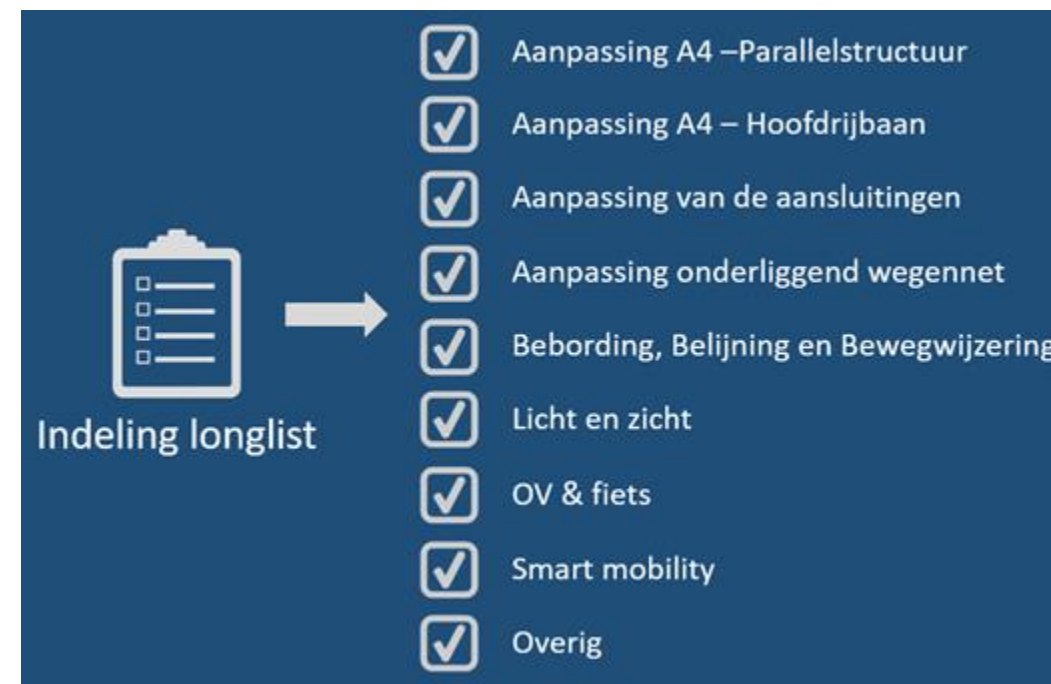 Indeling longlist
Aanpassing A4 –Parallelstructuur
Aanpassing A4 – Hoofdrijbaan
Aanpassing van de aansluitingen
Aanpassing onderliggend wegennet
Bebording, Belijning en Bewegwijzering
Licht en zicht
OV & fiets
Smart mobility
Overig